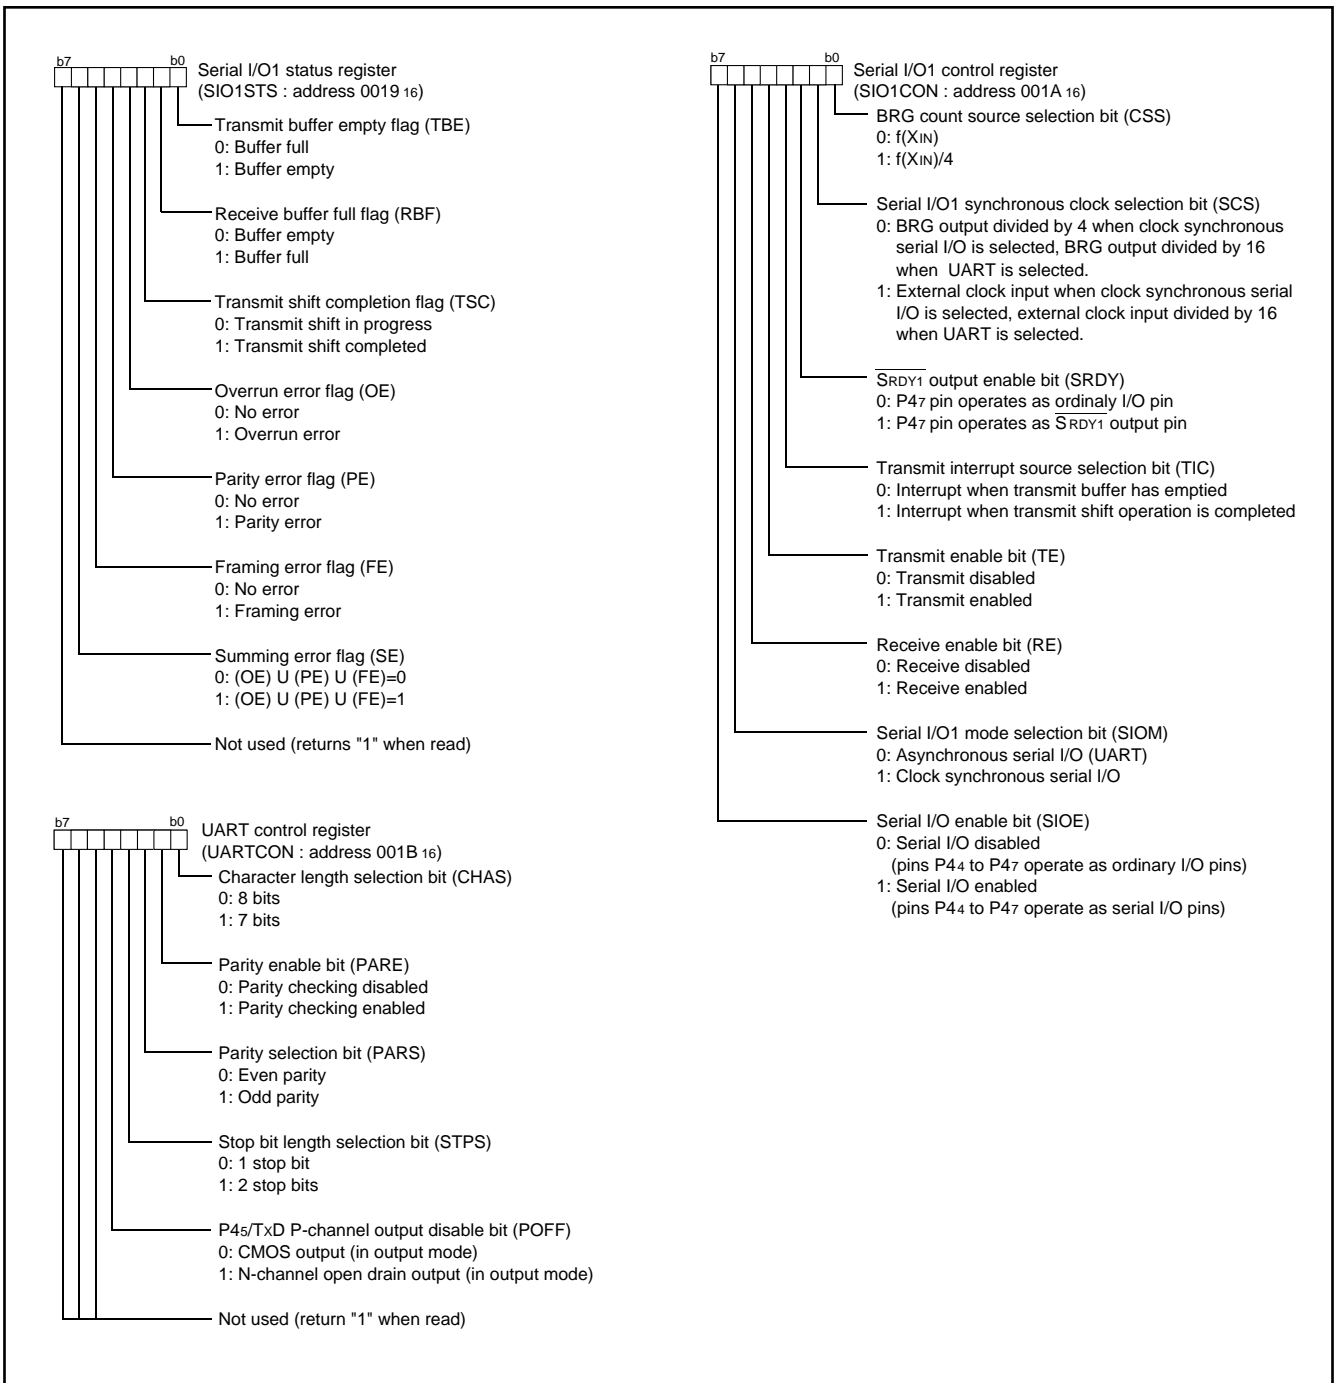 b7 b0 Serial I/O1 status register
(SIO1STS : address 0019 16)
Transmit buffer empty flag (TBE)
0: Buffer full
1: Buffer empty
Receive buffer full flag (RBF)
0: Buffer empty
1: Buffer full
Transmit shift completion flag (TSC)
0: Transmit shift in progress
1: Transmit shift completed
Overrun error flag (OE)
0: No error
1: Overrun error
Parity error flag (PE)
0: No error
1: Parity error
Framing error flag (FE)
0: No error
1: Framing error
Summing error flag (SE)
0: (OE) U (PE) U (FE)=0
1: (OE) U (PE) U (FE)=1
Not used (returns "1" when read)
b7 b0 UART control register
(UARTCON : address 001B 16)
Character length selection bit (CHAS)
0: 8 bits
1: 7 bits
Parity enable bit (PARE)
0: Parity checking disabled
1: Parity checking enabled
Parity selection bit (PARS)
0: Even parity
1: Odd parity
Stop bit length selection bit (STPS)
0: 1 stop bit
1: 2 stop bits
P45/TXD P-channel output disable bit (POFF)
0: CMOS output (in output mode)
1: N-channel open drain output (in output mode)
Not used (return "1" when read)
b7 b0 Serial I/O1 control register
(SIO1CON : address 001A 16)
BRG count source selection bit (CSS)
0: f(XIN)
1: f(XIN)/4
Serial I/O1 synchronous clock selection bit (SCS)
0: BRG output divided by 4 when clock synchronous
serial I/O is selected, BRG output divided by 16
when UART is selected.
1: External clock input when clock synchronous serial
I/O is selected, external clock input divided by 16
when UART is selected.
SRDY1 output enable bit (SRDY)
0: P47 pin operates as ordinaly I/O pin
1: P47 pin operates as SRDY1 output pin
Transmit interrupt source selection bit (TIC)
0: Interrupt when transmit buffer has emptied
1: Interrupt when transmit shift operation is completed
Transmit enable bit (TE)
0: Transmit disabled
1: Transmit enabled
Receive enable bit (RE)
0: Receive disabled
1: Receive enabled
Serial I/O1 mode selection bit (SIOM)
0: Asynchronous serial I/O (UART)
1: Clock synchronous serial I/O
Serial I/O enable bit (SIOE)
0: Serial I/O disabled
(pins P44 to P47 operate as ordinary I/O pins)
1: Serial I/O enabled
(pins P44 to P47 operate as serial I/O pins)